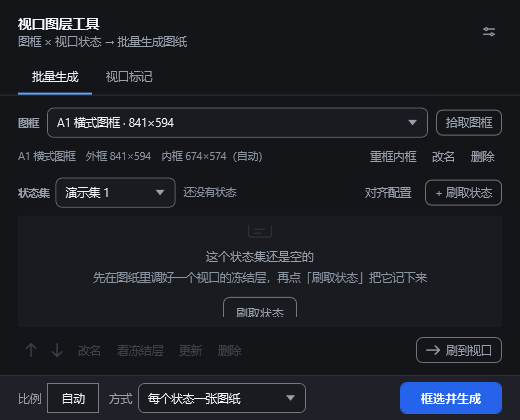 视口图层工具
图框 × 视口状态 → 批量生成图纸
批量生成 视口标记
图框 A1 横式图框 · 841×594 拾取图框
A1 横式图框 外框 841×594 内框 674×574（自动） 重框内框 改名 删除
状态集 演示集 1 还没有状态 对齐配置 + 刷取状态
这个状态集还是空的
先在图纸里调好一个视口的冻结层，再点「刷取状态」把它记下来
刷取状态
↑ ↓ 改名 看冻结层 更新 删除 → 刷到视口
比例 自动 方式 每个状态一张图纸 框选并生成